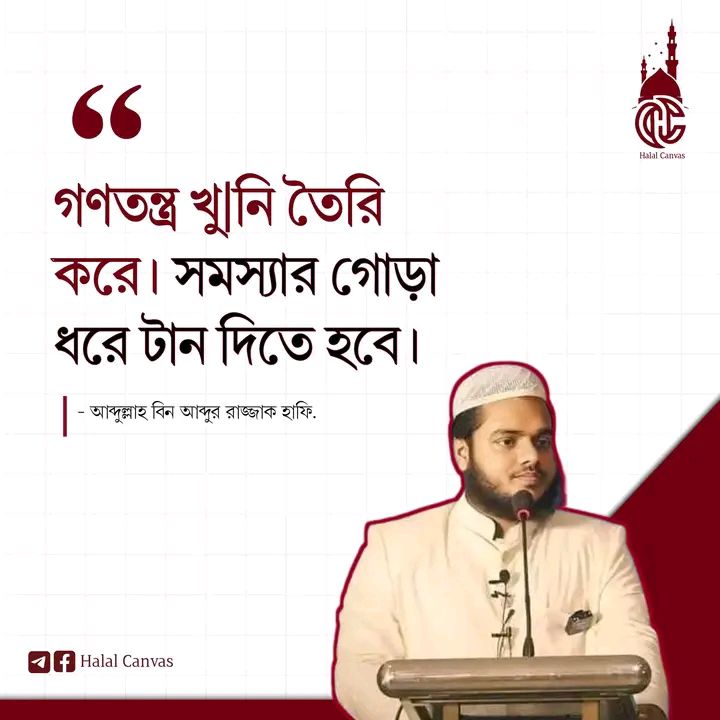 Halal Canvas
“
গণতন্ত্র খু|নি তৈরি
করে। সমস্যার গোড়া
ধরে টান দিতে হবে।
- আব্দুল্লাহ বিন আব্দুর রাজ্জাক হাফি.
Halal Canvas